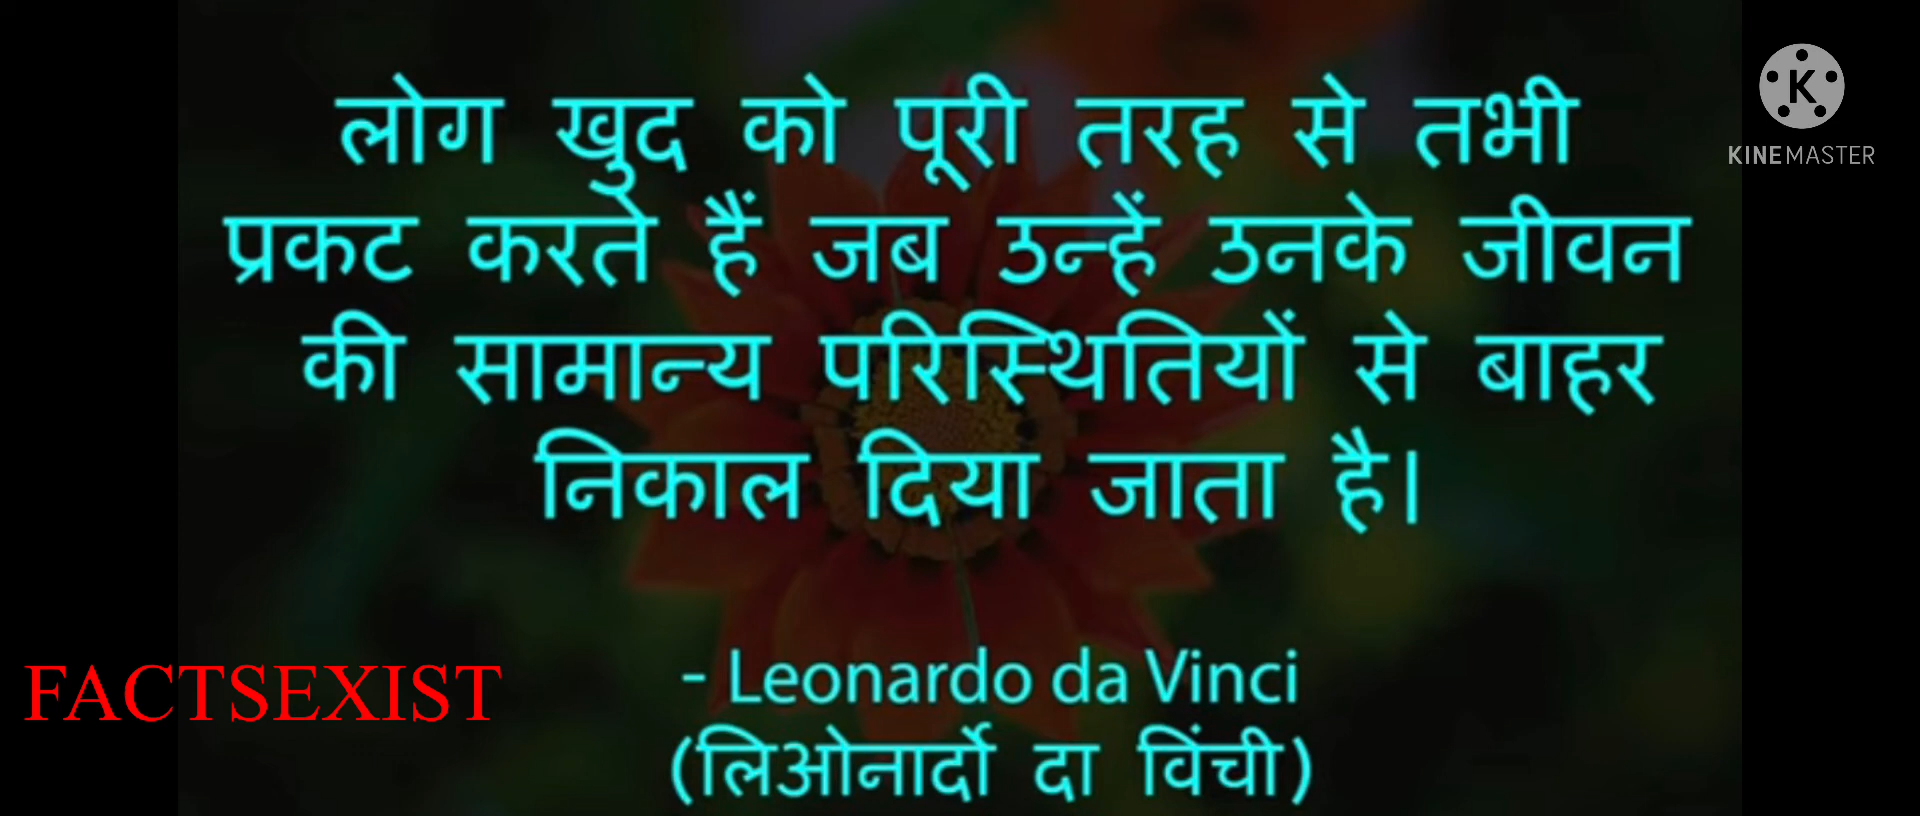 लोग खुद को पूरी तरह से तभी
प्रकट करते हैं जब उन्हें उनके जीवन
की सामान्य परिस्थितियों से बाहर
निकाल दिया जाता है।
- Leonardo da Vinci
(लिओनार्दो दा विंची)
FACTSEXIST
K
KINEMASTER